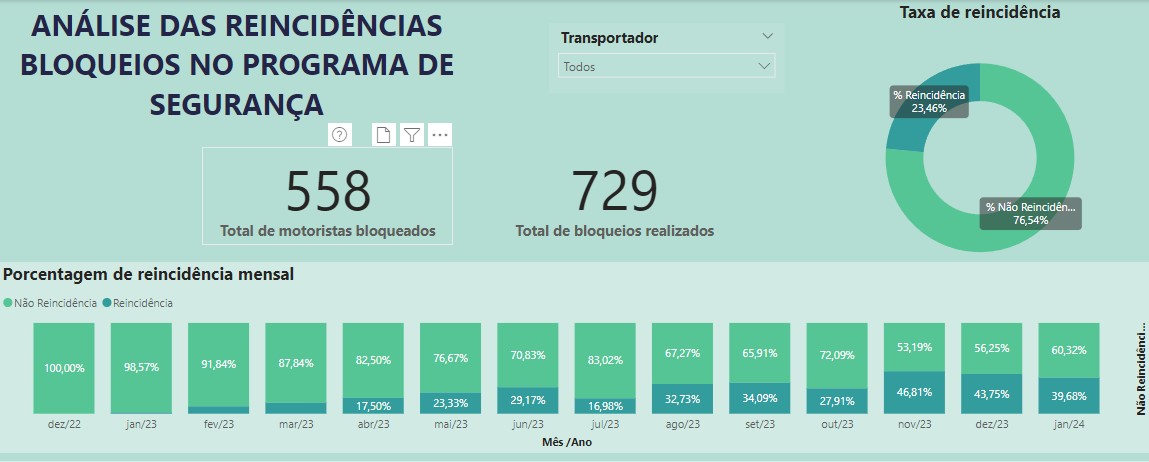 ANÁLISE DAS REINCIDÊNCIAS
BLOQUEIOS NO PROGRAMA DE
SEGURANÇA
Transportador
Todos
Taxa de reincidência
% Reincidência
23,46%
% Não Reincidên...
76,54%
558
Total de motoristas bloqueados
729
Total de bloqueios realizados
Porcentagem de reincidência mensal
Não Reincidência Reincidência
100,00% 98,57% 91,84% 87,84% 82,50% 76,67% 70,83% 83,02% 67,27% 65,91% 72,09% 53,19% 56,25% 60,32%
17,50% 23,33% 29,17% 16,98% 32,73% 34,09% 27,91% 46,81% 43,75% 39,68%
dez/22 jan/23 fev/23 mar/23 abr/23 mai/23 jun/23 jul/23 ago/23 set/23 out/23 nov/23 dez/23 jan/24
Mês /Ano
Não Reincidênci...